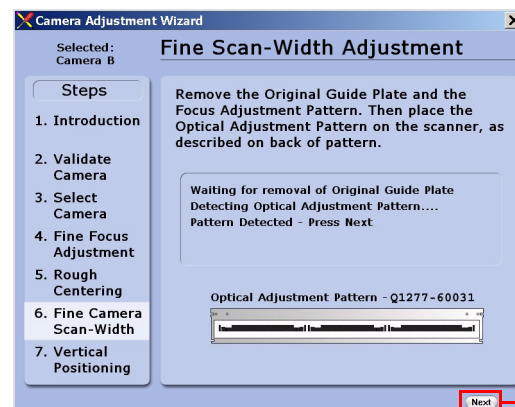 Camera Adjustment Wizard
Selected:
Camera B
Fine Scan-Width Adjustment
Steps
1. Introduction
2. Validate
Camera
3. Select
Camera
4. Fine Focus
Adjustment
5. Rough
Centering
6. Fine Camera
Scan-Width
7. Vertical
Positioning
Remove the Original Guide Plate and the
Focus Adjustment Pattern. Then place the
Optical Adjustment Pattern on the scanner, as
described on back of pattern.
Waiting for removal of Original Guide Plate
Detecting Optical Adjustment Pattern....
Pattern Detected - Press Next
Optical Adjustment Pattern - Q1277-60031
Next